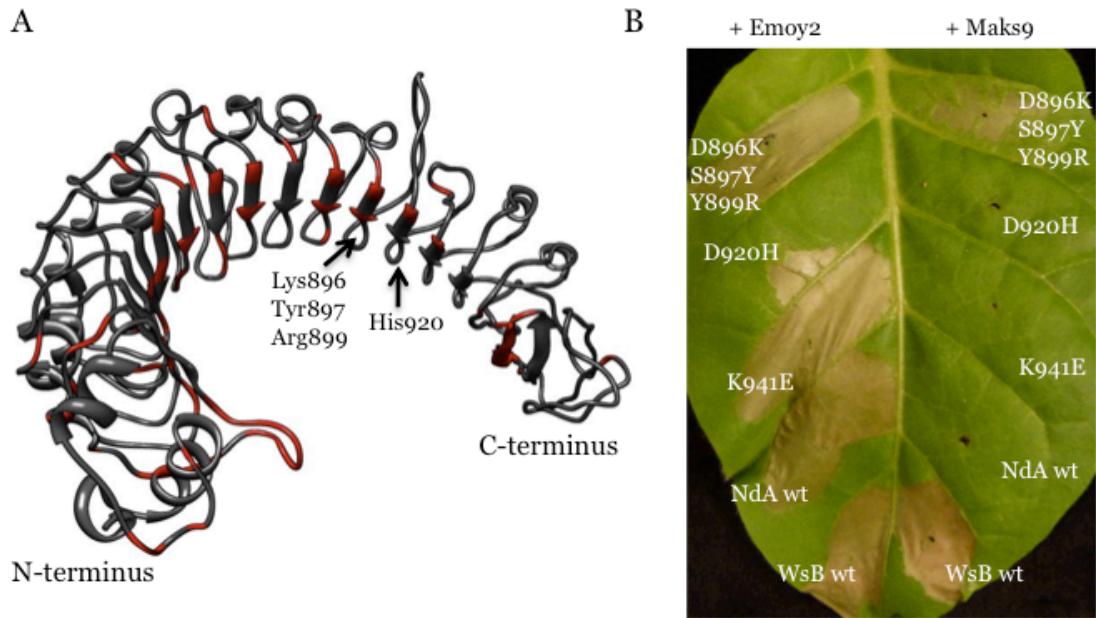 A
Lys896
Tyr897
Arg899
His920
C-terminus
N-terminus
B
+ Emoy2
+ Maks9
D896K
S897Y
Y899R
D896K
S897Y
Y899R
D920H
D920H
K941E
K941E
NdA wt
NdA wt
WsB wt
WsB wt